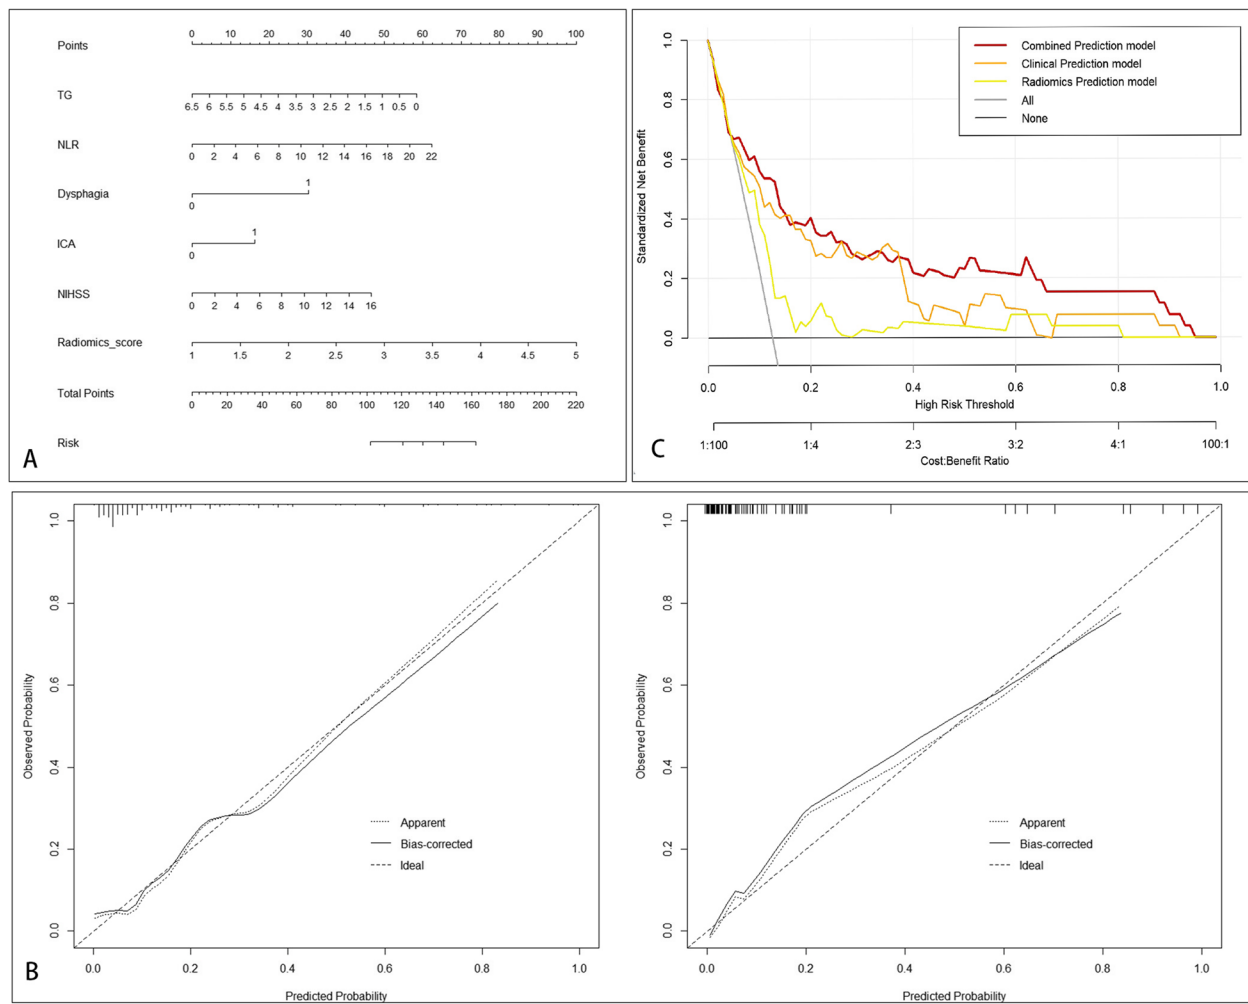 Points
0 10 20 30 40 50 60 70 80 90 100
TG
6.5 6 5.5 5 4.5 4 3.5 3 2.5 2 1.5 1 0.5 0
NLR
0 2 4 6 8 10 12 14 16 18 20 22
Dysphagia
1
0
ICA
1
0
NIHSS
0 2 4 6 8 10 12 14 16
Radiomics_score
1 1.5 2 2.5 3 3.5 4 4.5 5
Total Points
0 20 40 60 80 100 120 140 160 180 200 220
Risk
A
Combined Prediction model
Clinical Prediction model
Radiomics Prediction model
All
None
Standardized Net Benefit
1.0
0.8
0.6
0.4
0.2
0.0
0.0 0.2 0.4 0.6 0.8 1.0
High Risk Threshold
1:100 1:4 2:3 3:2 4:1 100:1
Cost:Benefit Ratio
C
Observed Probability
1.0
0.8
0.6
0.4
0.2
0.0
Apparent
Bias-corrected
Ideal
0.0 0.2 0.4 0.6 0.8 1.0
Predicted Probability
B
Observed Probability
1.0
0.8
0.6
0.4
0.2
0.0
Apparent
Bias-corrected
Ideal
0.0 0.2 0.4 0.6 0.8 1.0
Predicted Probability